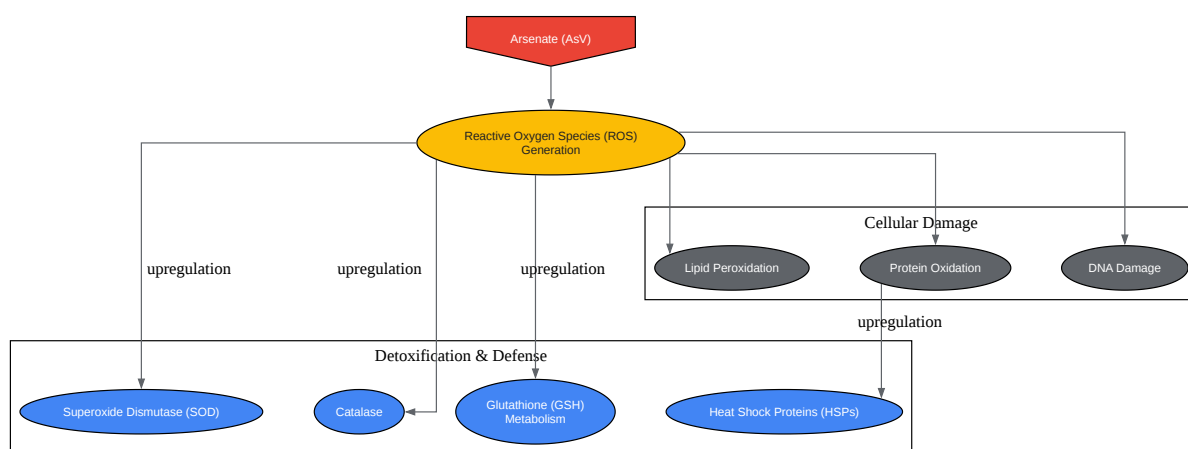 Arsenate (AsV)
Reactive Oxygen Species (ROS)
Generation
Cellular Damage
Lipid Peroxidation
Protein Oxidation
DNA Damage
upregulation
upregulation
upregulation
upregulation
Detoxification & Defense
Superoxide Dismutase (SOD)
Catalase
Glutathione (GSH)
Metabolism
Heat Shock Proteins (HSPs)